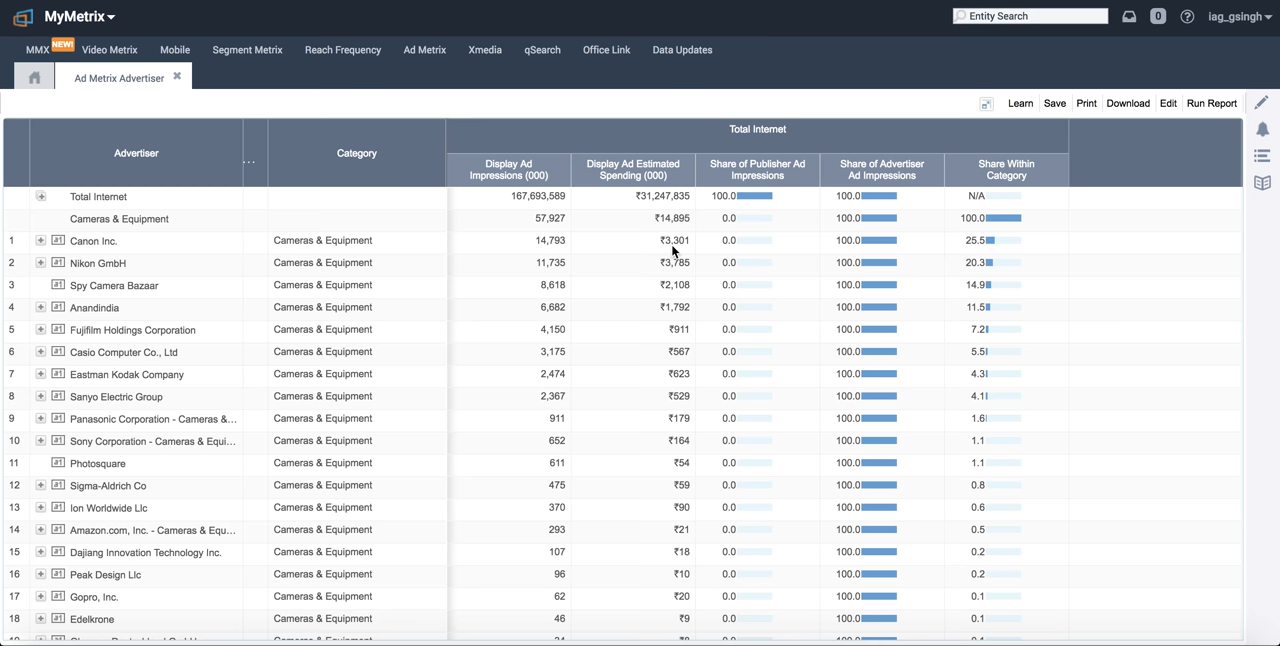 MyMetrix
Entity Search
0
iag_gsingh
MMX NEW! Video Metrix Mobile Segment Metrix Reach Frequency Ad Metrix Xmedia qSearch Office Link Data Updates
Ad Metrix Advertiser
Learn Save Print Download Edit Run Report
Advertiser ... Category Total Internet
Display Ad Impressions (000) Display Ad Estimated Spending (000) Share of Publisher Ad Impressions Share of Advertiser Ad Impressions Share Within Category
Total Internet 167,693,589 ₹31,247,835 100.0 100.0 N/A
Cameras & Equipment 57,927 ₹14,895 0.0 100.0 100.0
1 Canon Inc. Cameras & Equipment 14,793 ₹3,301 0.0 100.0 25.5
2 Nikon GmbH Cameras & Equipment 11,735 ₹3,785 0.0 100.0 20.3
3 Spy Camera Bazaar Cameras & Equipment 8,618 ₹2,108 0.0 100.0 14.9
4 Anandindia Cameras & Equipment 6,682 ₹1,792 0.0 100.0 11.5
5 Fujifilm Holdings Corporation Cameras & Equipment 4,150 ₹911 0.0 100.0 7.2
6 Casio Computer Co., Ltd Cameras & Equipment 3,175 ₹567 0.0 100.0 5.5
7 Eastman Kodak Company Cameras & Equipment 2,474 ₹623 0.0 100.0 4.3
8 Sanyo Electric Group Cameras & Equipment 2,367 ₹529 0.0 100.0 4.1
9 Panasonic Corporation - Cameras &... Cameras & Equipment 911 ₹179 0.0 100.0 1.6
10 Sony Corporation - Cameras & Equi... Cameras & Equipment 652 ₹164 0.0 100.0 1.1
11 Photosquare Cameras & Equipment 611 ₹54 0.0 100.0 1.1
12 Sigma-Aldrich Co Cameras & Equipment 475 ₹59 0.0 100.0 0.8
13 Ion Worldwide Llc Cameras & Equipment 370 ₹90 0.0 100.0 0.6
14 Amazon.com, Inc. - Cameras & Equ... Cameras & Equipment 293 ₹21 0.0 100.0 0.5
15 Dajiang Innovation Technology Inc. Cameras & Equipment 107 ₹18 0.0 100.0 0.2
16 Peak Design Llc Cameras & Equipment 96 ₹10 0.0 100.0 0.2
17 Gopro, Inc. Cameras & Equipment 62 ₹20 0.0 100.0 0.1
18 Edelkrone Cameras & Equipment 46 ₹9 0.0 100.0 0.1